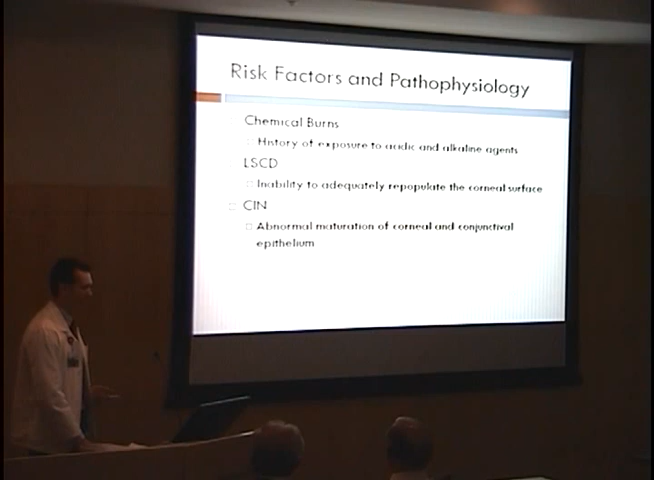 Risk Factors and Pathophysiology
Chemical Burns
History of exposure to acidic and alkaline agents
LSCD
Inability to adequately repopulate the corneal surface
CIN
Abnormal maturation of corneal and conjunctival
epithelium